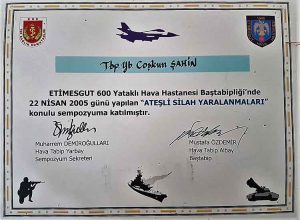 Tbp Yb Coşkun ŞAHİN
ETİMESGUT 600 Yataklı Hava Hastanesi Baştabipliği'nde
22 NİSAN 2005 günü yapılan "ATEŞLİ SİLAH YARALANMALARI"
konulu sempozyuma katılmıştır.
Muharrem DEMİROĞULLARI
Hava Tabip Yarbay
Sempozyum Sekreteri
Mustafa ÖZDEMİR
Hava Tabip Albay
Baştabip